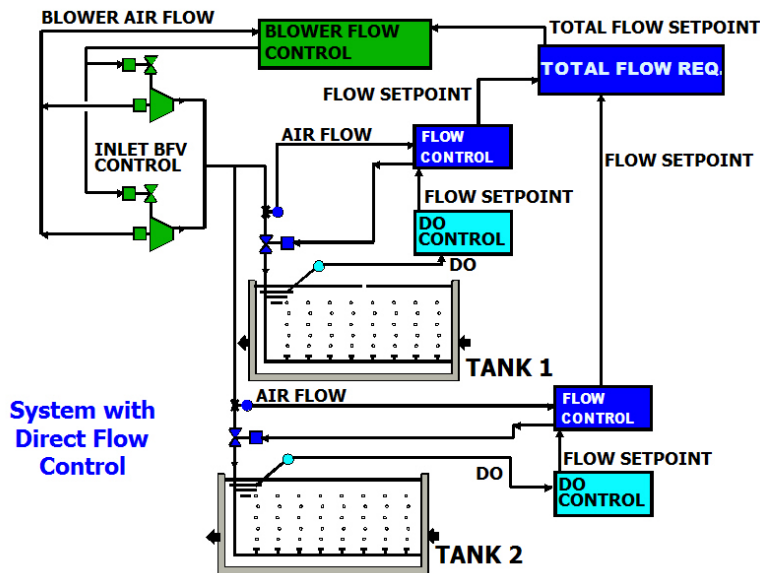 BLOWER AIR FLOW
BLOWER FLOW
CONTROL
TOTAL FLOW SETPOINT
TOTAL FLOW REQ.
FLOW SETPOINT
AIR FLOW
FLOW
CONTROL
INLET BFV
CONTROL
FLOW SETPOINT
FLOW SETPOINT
DO
CONTROL
DO
TANK 1
AIR FLOW
FLOW
CONTROL
System with
Direct Flow
Control
FLOW SETPOINT
DO
DO
CONTROL
TANK 2